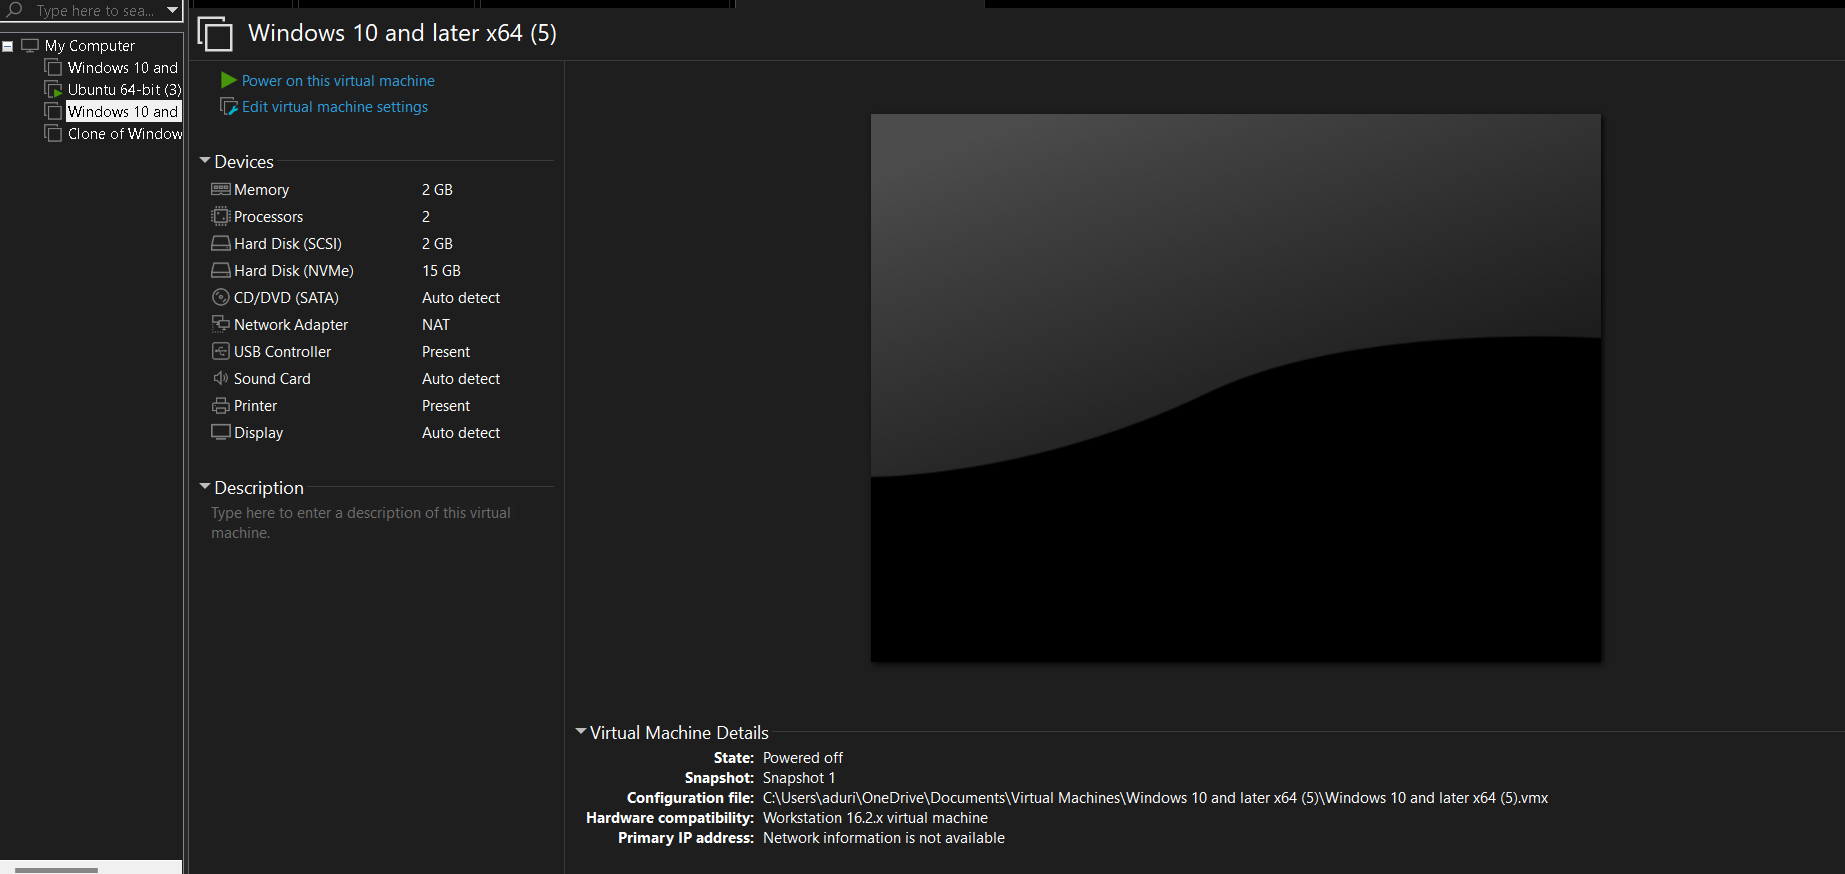 Type here to sea...
My Computer
Windows 10 and
Ubuntu 64-bit (3)
Windows 10 and
Clone of Window
Windows 10 and later x64 (5)
Power on this virtual machine
Edit virtual machine settings
Devices
Memory 2 GB
Processors 2
Hard Disk (SCSI) 2 GB
Hard Disk (NVMe) 15 GB
CD/DVD (SATA) Auto detect
Network Adapter NAT
USB Controller Present
Sound Card Auto detect
Printer Present
Display Auto detect
Description
Type here to enter a description of this virtual
machine.
Virtual Machine Details
State: Powered off
Snapshot: Snapshot 1
Configuration file: C:\Users\aduri\OneDrive\Documents\Virtual Machines\Windows 10 and later x64 (5)\Windows 10 and later x64 (5).vmx
Hardware compatibility: Workstation 16.2.x virtual machine
Primary IP address: Network information is not available